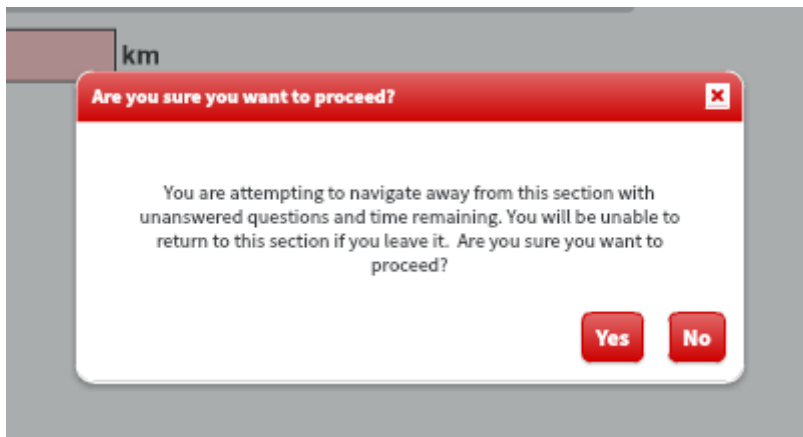 km
Are you sure you want to proceed?
You are attempting to navigate away from this section with
unanswered questions and time remaining. You will be unable to
return to this section if you leave it.  Are you sure you want to
proceed?
Yes No